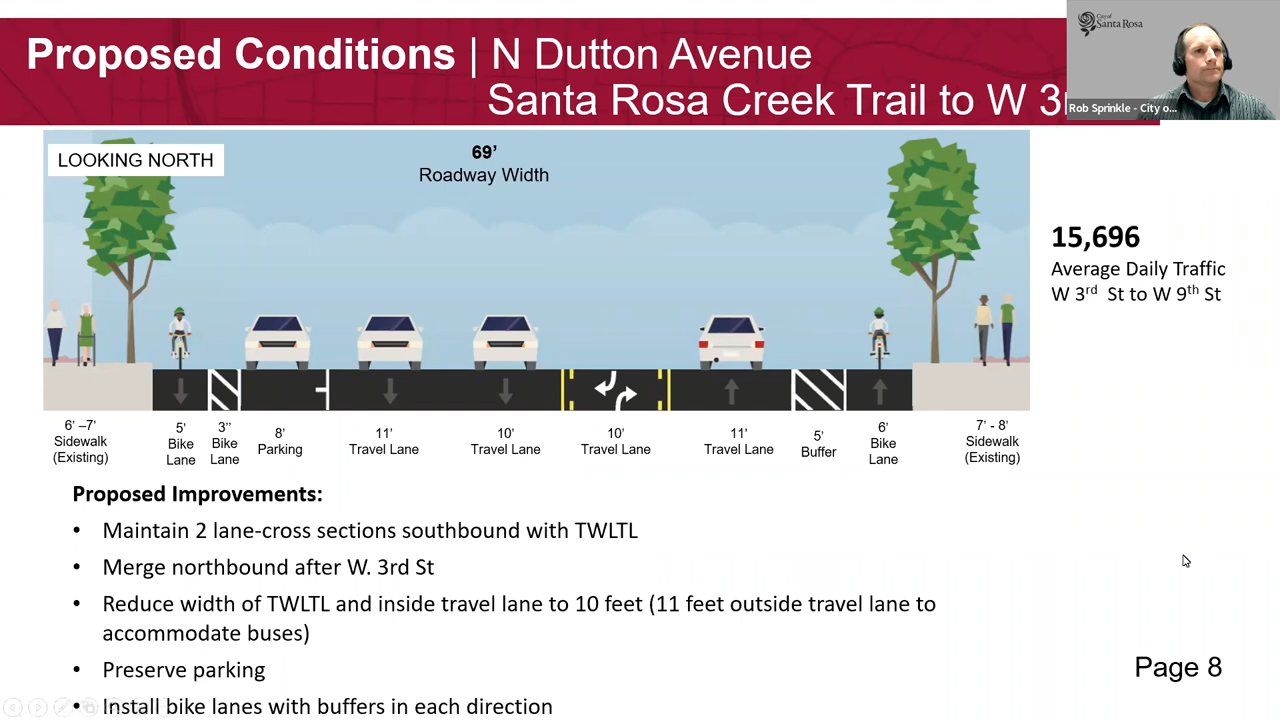 Proposed Conditions | N Dutton Avenue
Santa Rosa Creek Trail to W
City of
Santa Rosa
Rob Sprinkle - City o...
LOOKING NORTH
69'
Roadway Width
15,696
Average Daily Traffic
W 3rd St to W 9th St
6' –7'
Sidewalk
(Existing)
5'
Bike
Lane
3''
Bike
Lane
8'
Parking
11'
Travel Lane
10'
Travel Lane
10'
Travel Lane
11'
Travel Lane
5'
Buffer
6'
Bike
Lane
7' - 8'
Sidewalk
(Existing)
Proposed Improvements:
• Maintain 2 lane-cross sections southbound with TWLTL
• Merge northbound after W. 3rd St
• Reduce width of TWLTL and inside travel lane to 10 feet (11 feet outside travel lane to
accommodate buses)
• Preserve parking
• Install bike lanes with buffers in each direction
Page 8